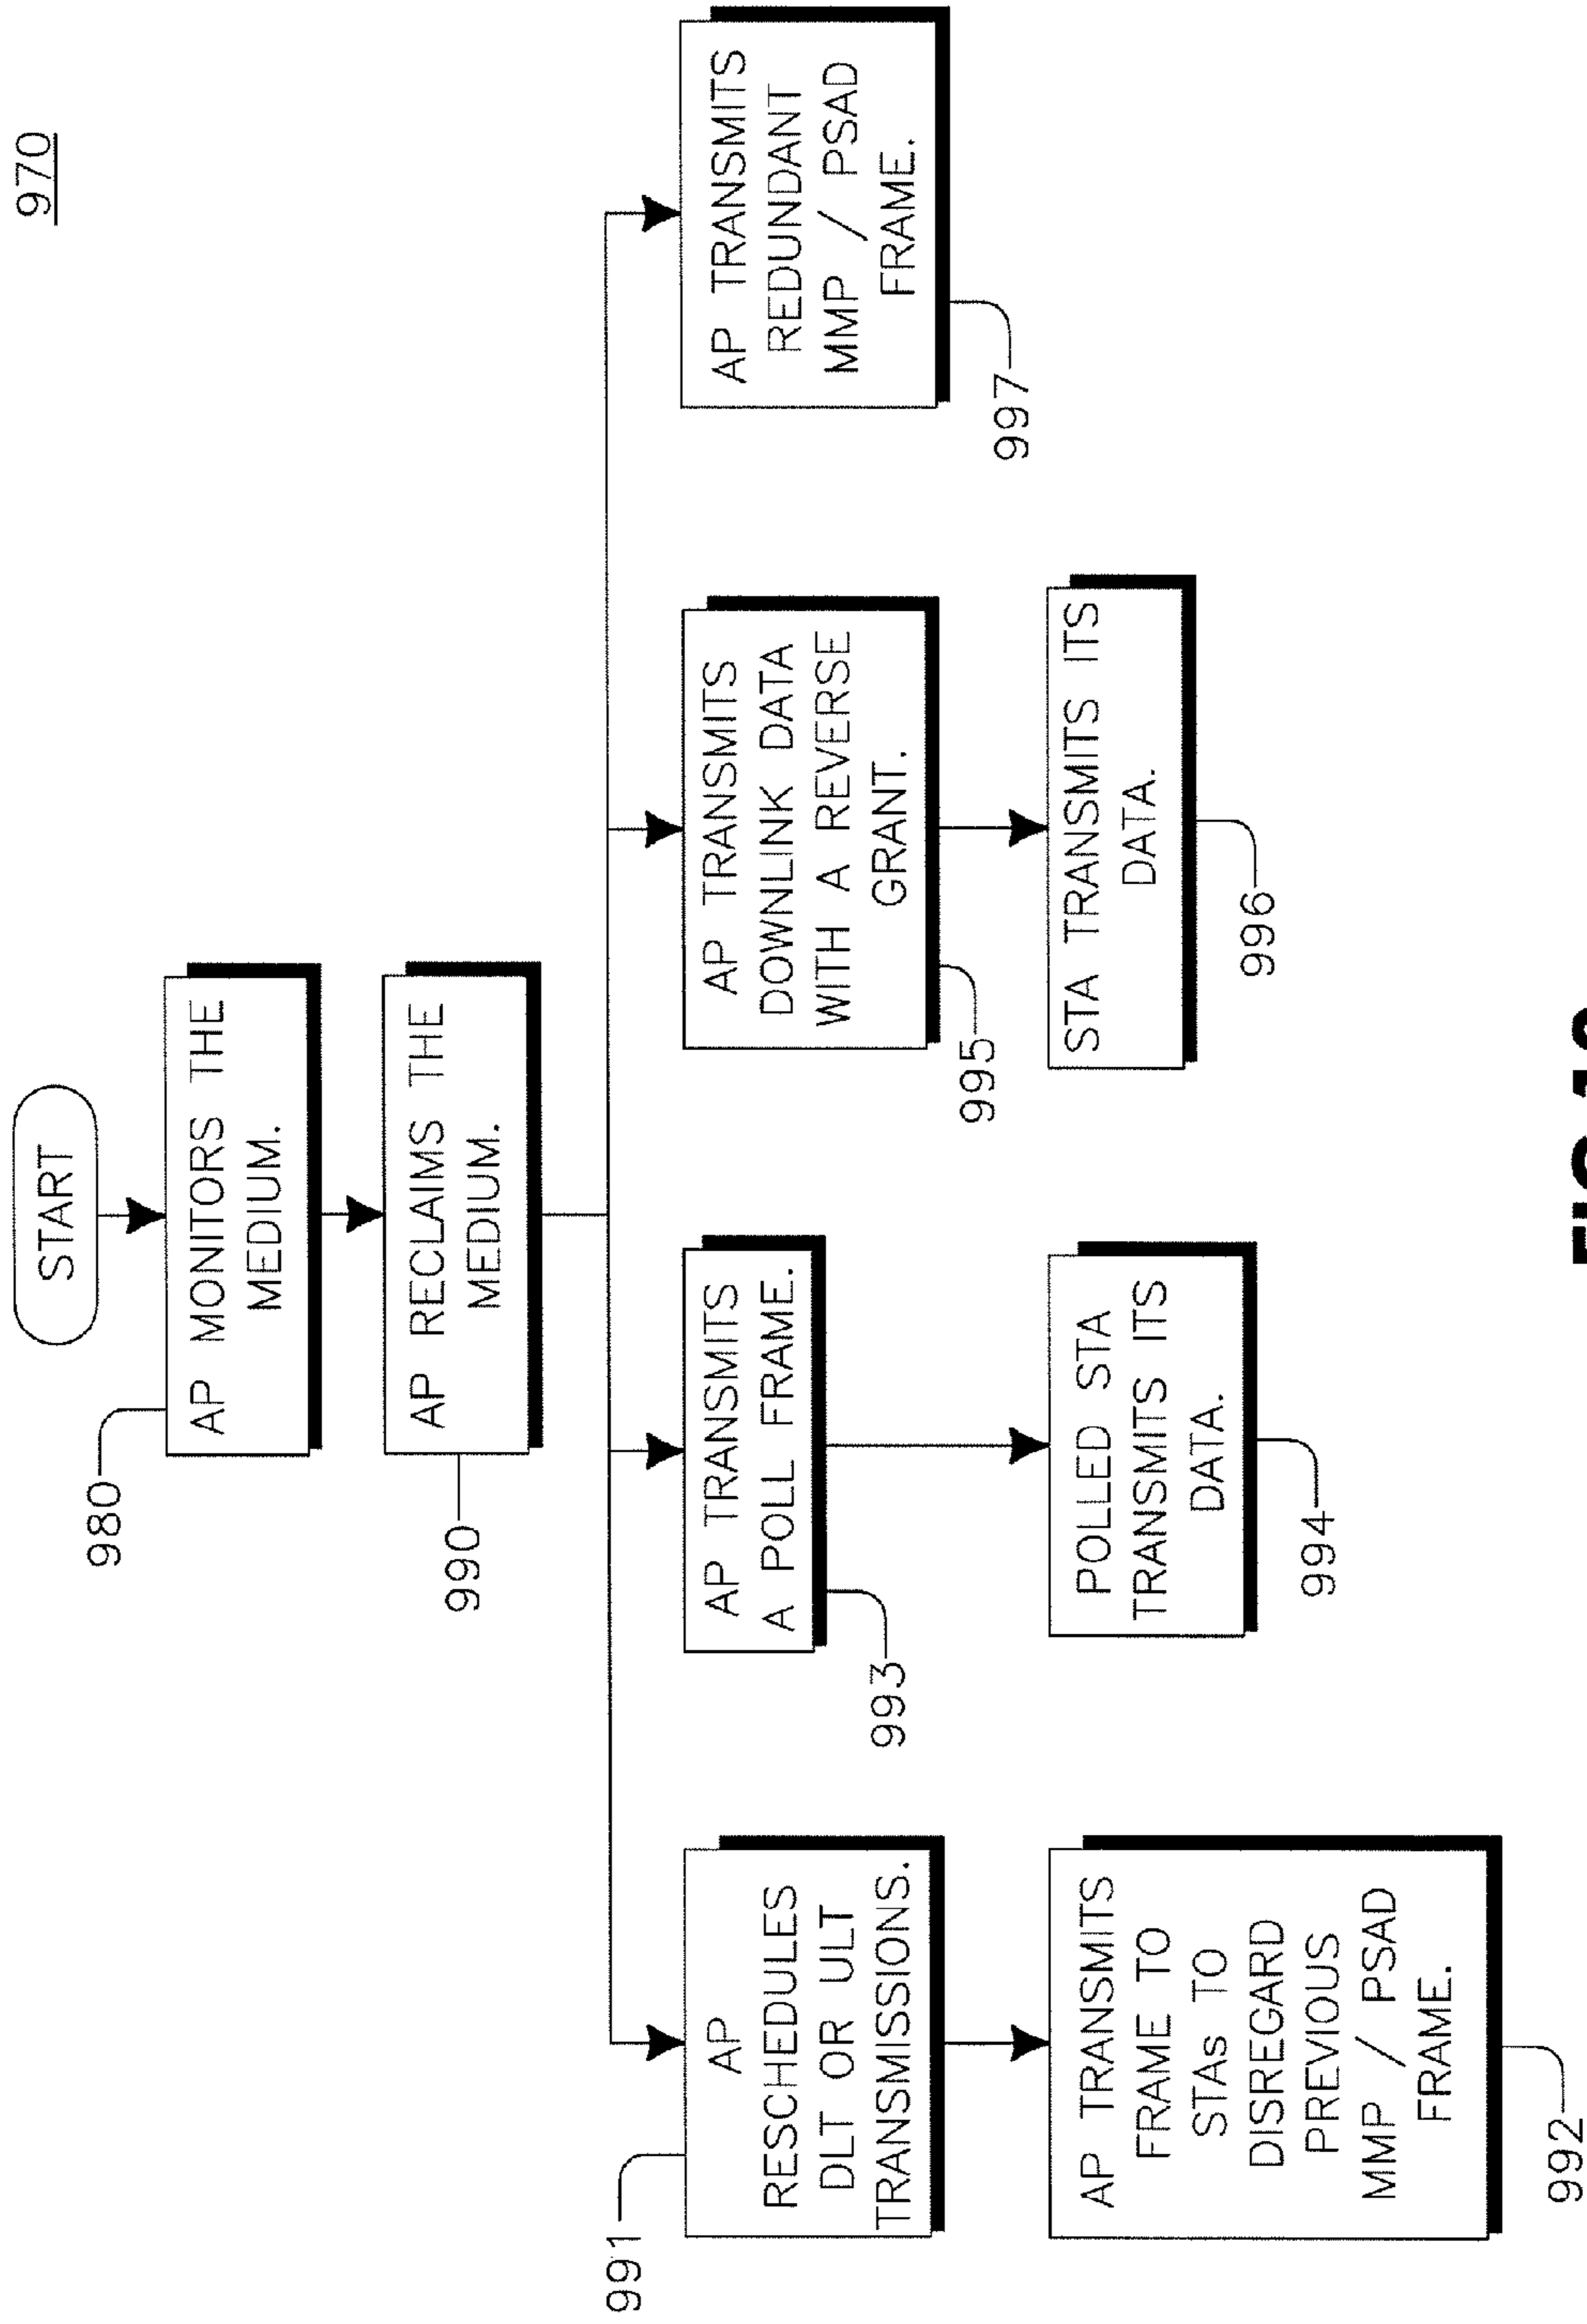 970
START
980
AP MONITORS THE
MEDIUM.
990
AP RECLAIMS THE
MEDIUM.
991
AP
RESCHEDULES
DLT OR ULT
TRANSMISSIONS.
AP TRANSMITS
FRAME TO
STAs TO
DISREGARD
PREVIOUS
MMP / PSAD
FRAME.
992
AP TRANSMITS
A POLL FRAME.
993
POLLED STA
TRANSMITS ITS
DATA.
994
AP TRANSMITS
DOWNLINK DATA
WITH A REVERSE
GRANT.
995
STA TRANSMITS ITS
DATA.
996
AP TRANSMITS
REDUNDANT
MMP / PSAD
FRAME.
997